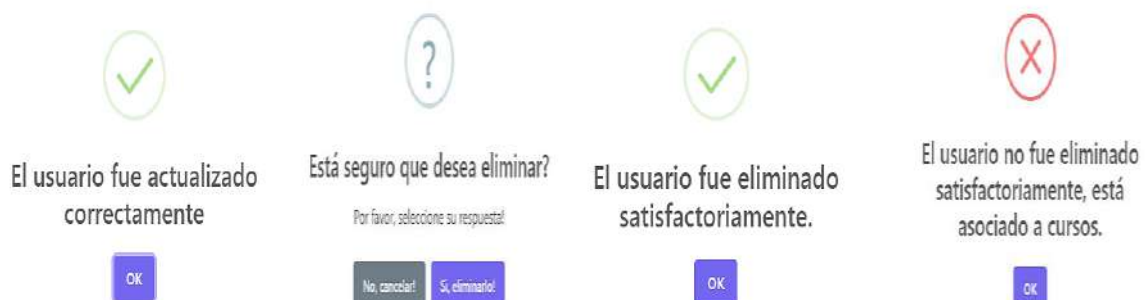 El usuario fue actualizado
correctamente
OK
?
Está seguro que desea eliminar?
Por favor, seleccione su respuesta!
No, cancelar!
Si, eliminarlo!
El usuario fue eliminado
satisfactoriamente.
OK
El usuario no fue eliminado
satisfactoriamente, está
asociado a cursos.
OK